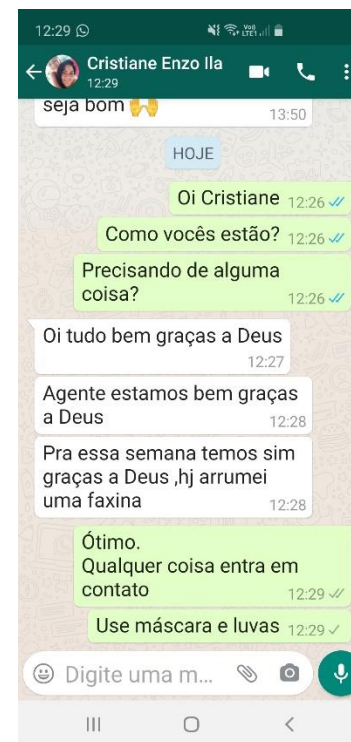 12:29
Vo))
LTE1
Cristiane Enzo Ila
12:29
seja bom 🙌
13:50
HOJE
Oi Cristiane 12:26
Como vocês estão? 12:26
Precisando de alguma
coisa? 12:26
Oi tudo bem graças a Deus
12:27
Agente estamos bem graças
a Deus 12:28
Pra essa semana temos sim
graças a Deus ,hj arrumei
uma faxina 12:28
Ótimo.
Qualquer coisa entra em
contato 12:29
Use máscara e luvas 12:29
Digite uma m...